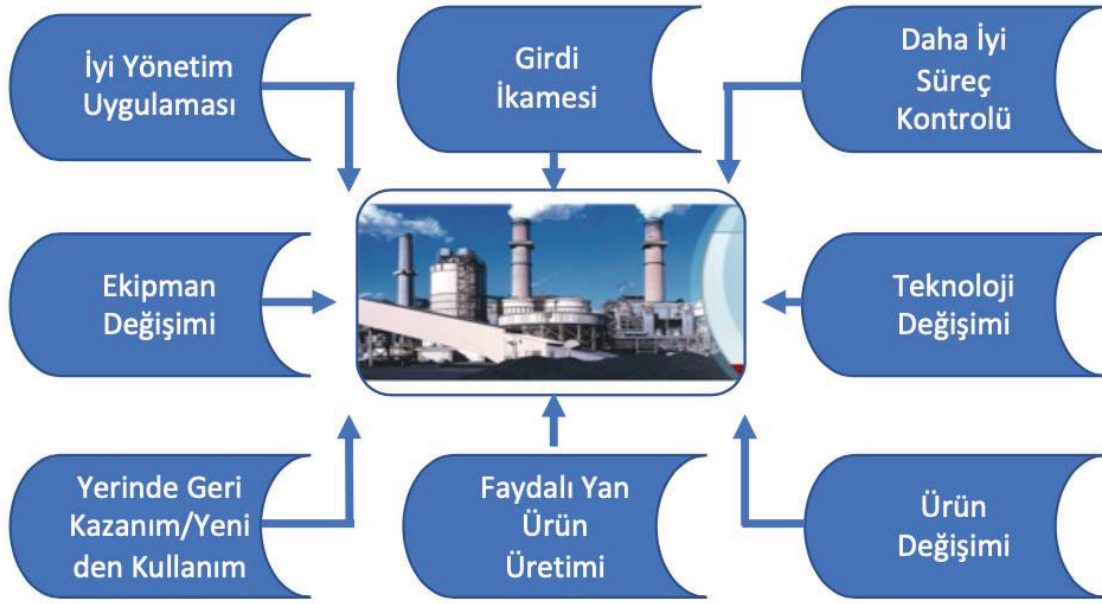 İyi Yönetim
Uygulaması
Girdi
İkamesi
Daha İyi
Süreç
Kontrolü
Ekipman
Değişimi
Teknoloji
Değişimi
Yerinde Geri
Kazanım/Yeni
den Kullanım
Faydalı Yan
Ürün
Üretimi
Ürün
Değişimi